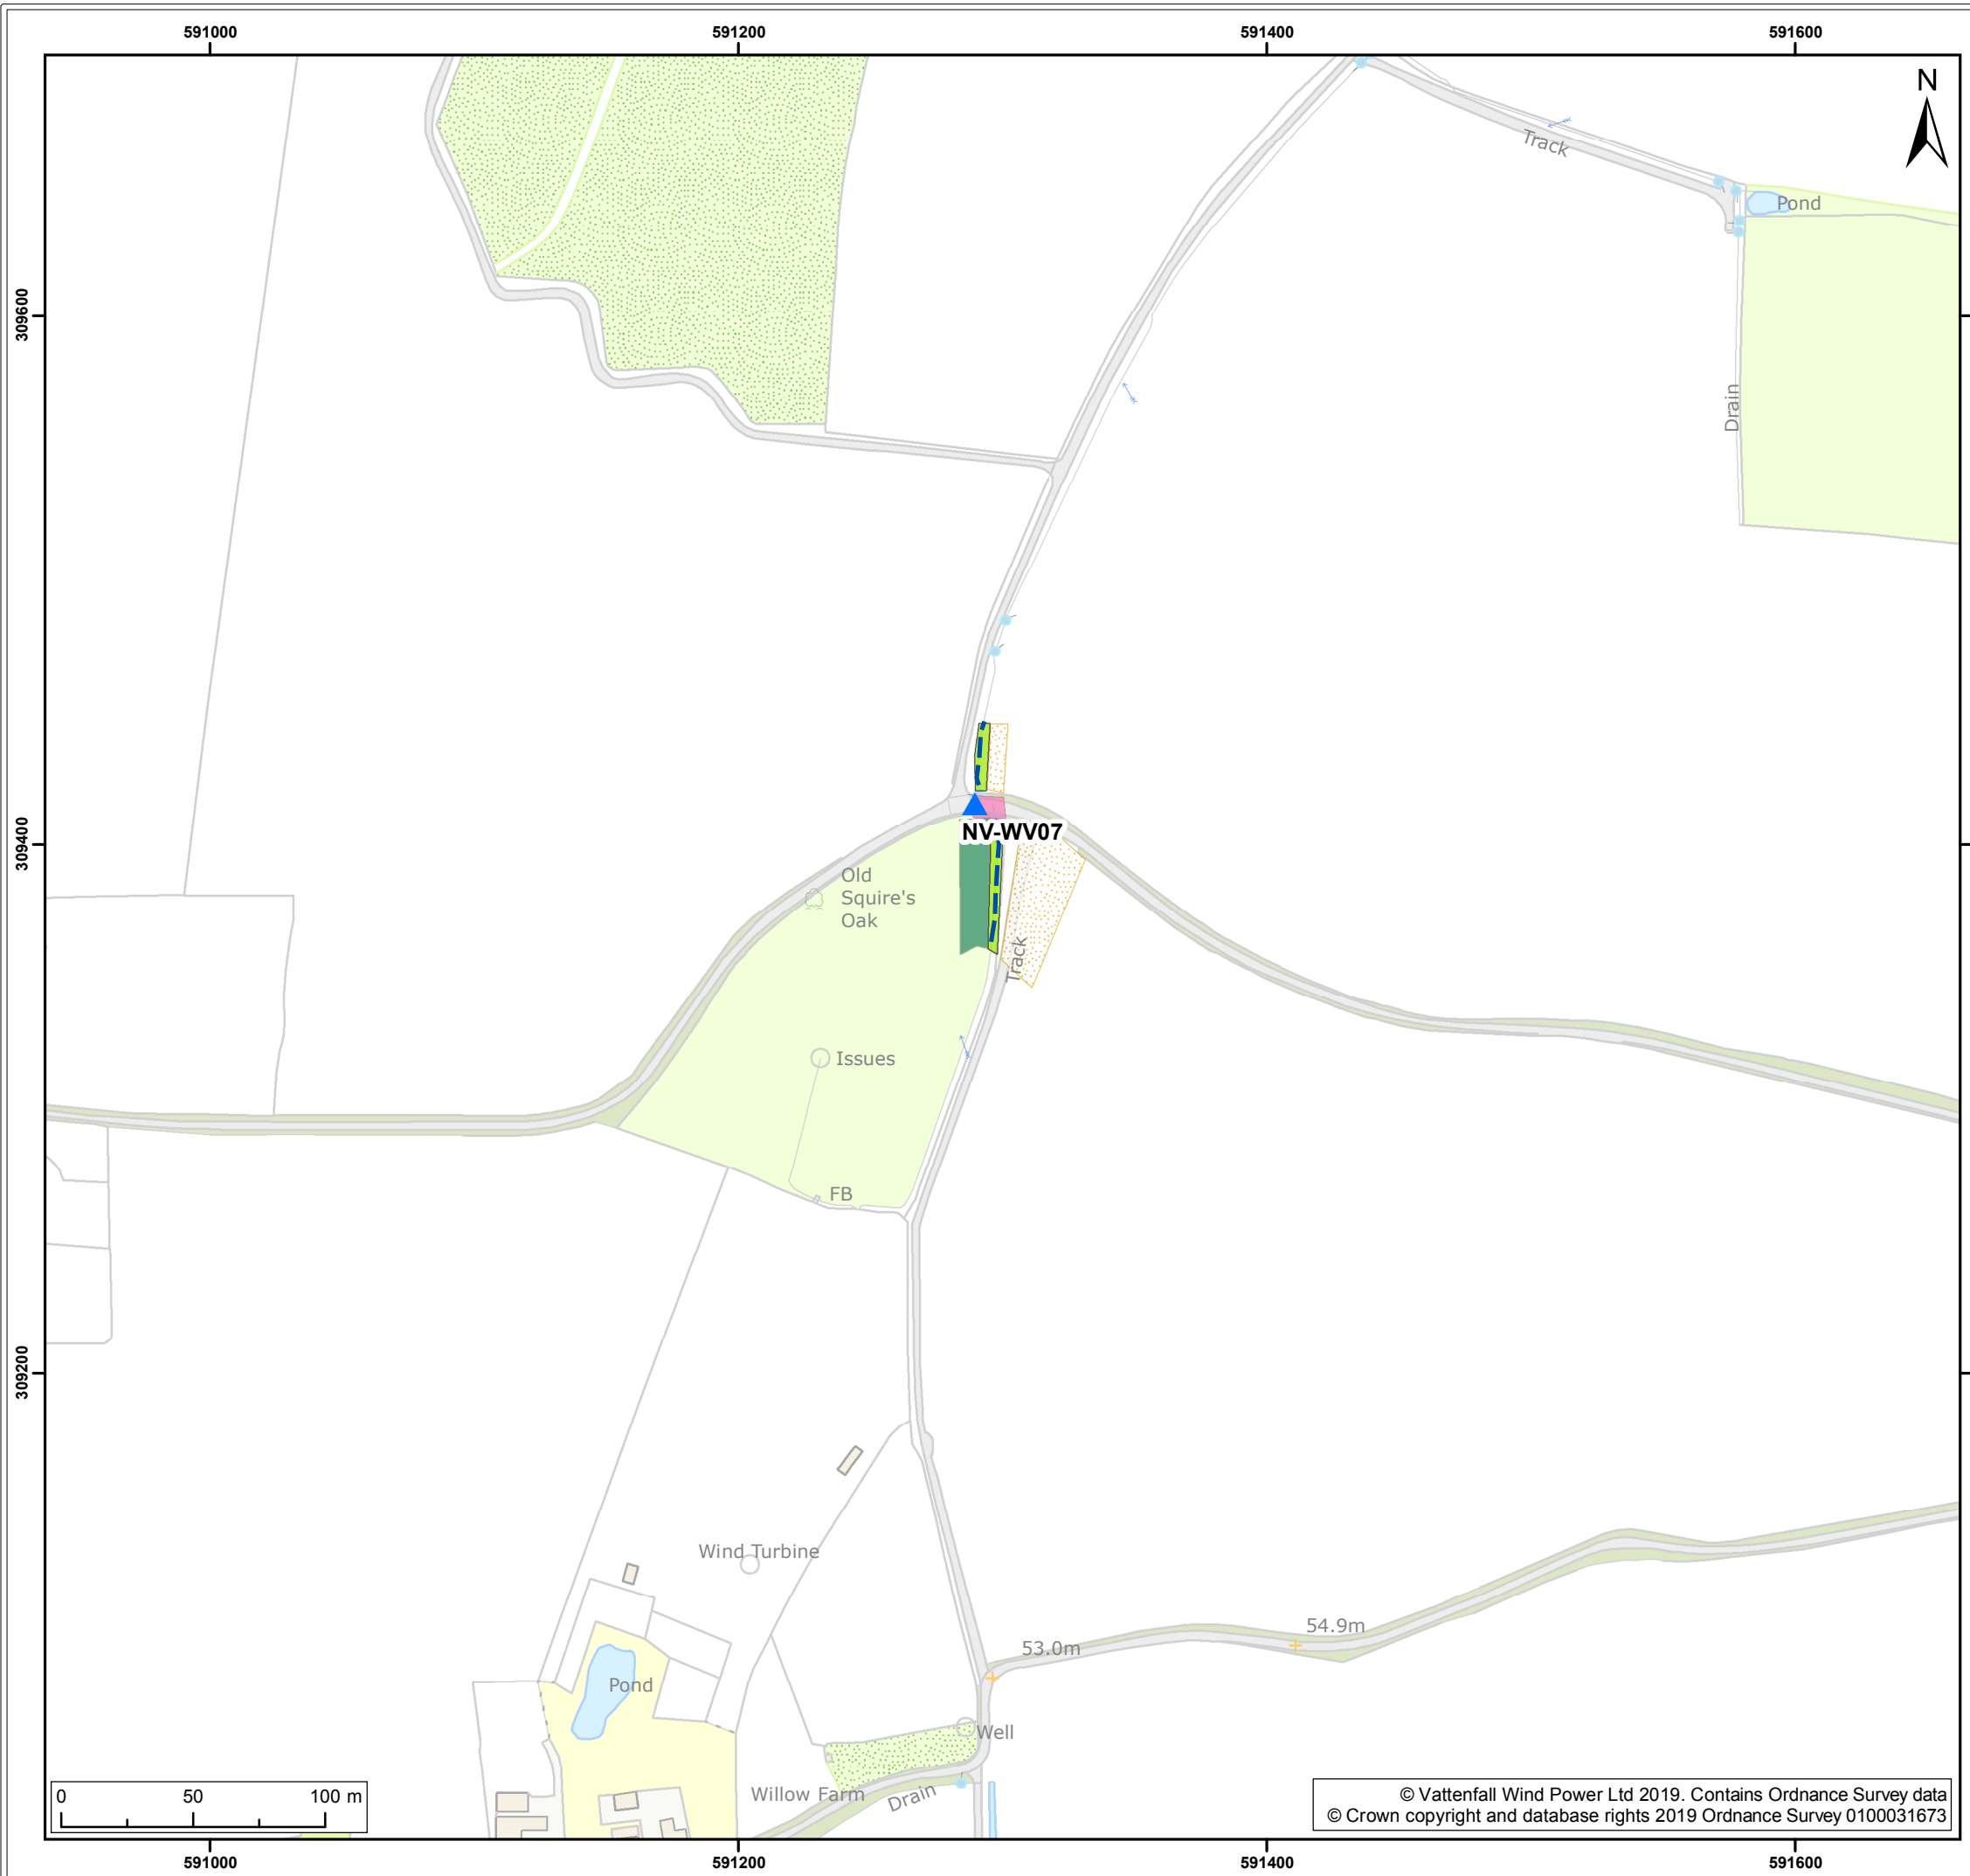 591000
591200
591400
591600
N
Track
Pond
309600
Drain
309400
NV-WV07
Old
Squire's
Oak
Track
Issues
FB
309200
Wind Turbine
54.9m
53.0m
Pond
Well
Willow Farm
Drain
0 50 100 m
© Vattenfall Wind Power Ltd 2019. Contains Ordnance Survey data
© Crown copyright and database rights 2019 Ordnance Survey 0100031673
591000
591200
591400
591600